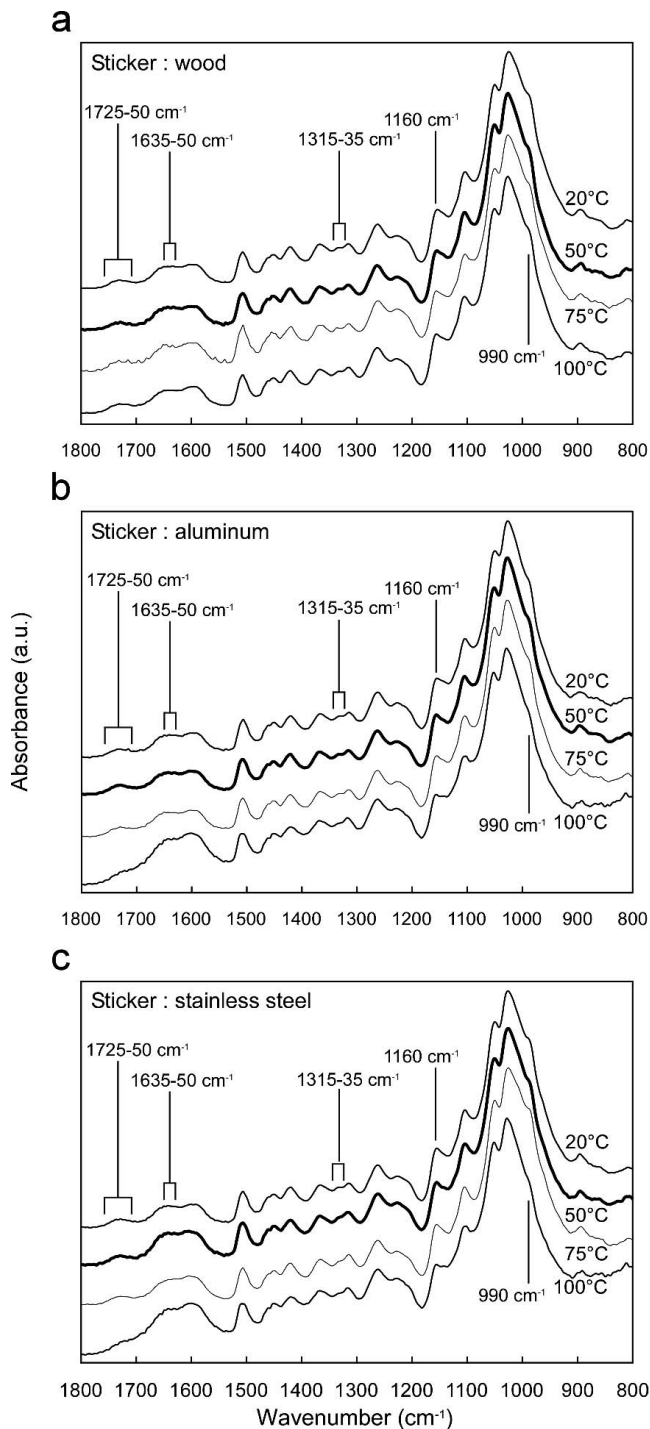 a
Sticker : wood
1725-50 cm⁻¹
1635-50 cm⁻¹
1315-35 cm⁻¹
1160 cm⁻¹
20°C
50°C
75°C
990 cm⁻¹
100°C
1800 1700 1600 1500 1400 1300 1200 1100 1000 900 800
b
Sticker : aluminum
1725-50 cm⁻¹
1635-50 cm⁻¹
1315-35 cm⁻¹
1160 cm⁻¹
20°C
50°C
75°C
990 cm⁻¹
100°C
1800 1700 1600 1500 1400 1300 1200 1100 1000 900 800
Absorbance (a.u.)
c
Sticker : stainless steel
1725-50 cm⁻¹
1635-50 cm⁻¹
1315-35 cm⁻¹
1160 cm⁻¹
20°C
50°C
75°C
990 cm⁻¹
100°C
1800 1700 1600 1500 1400 1300 1200 1100 1000 900 800
Wavenumber (cm⁻¹)